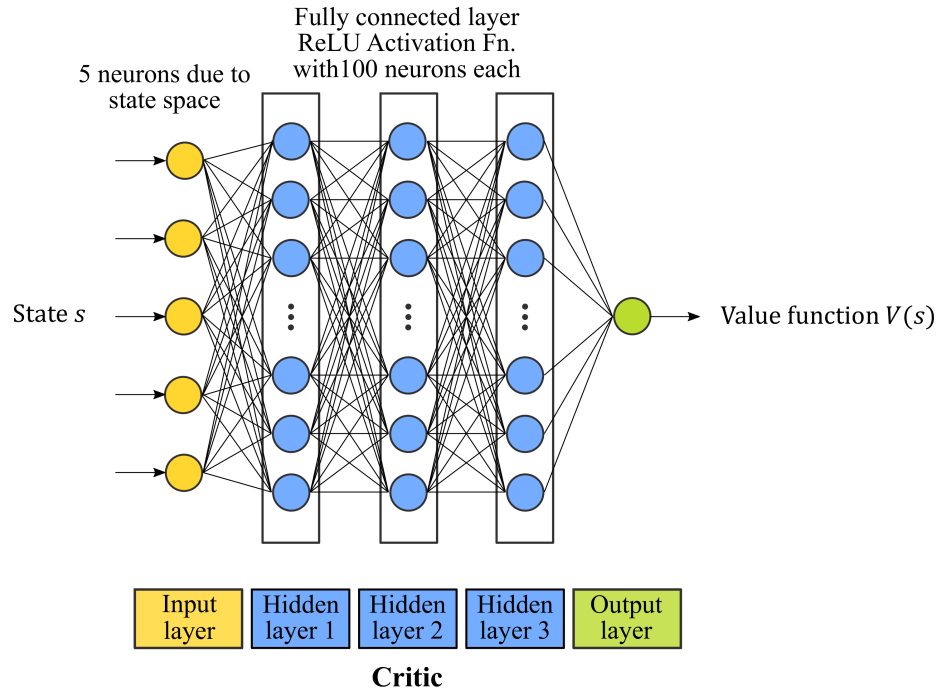 Fully connected layer
ReLU Activation Fn.
with100 neurons each
5 neurons due to
state space
State s
Value function V(s)
Input
layer
Hidden
layer 1
Hidden
layer 2
Hidden
layer 3
Output
layer
Critic